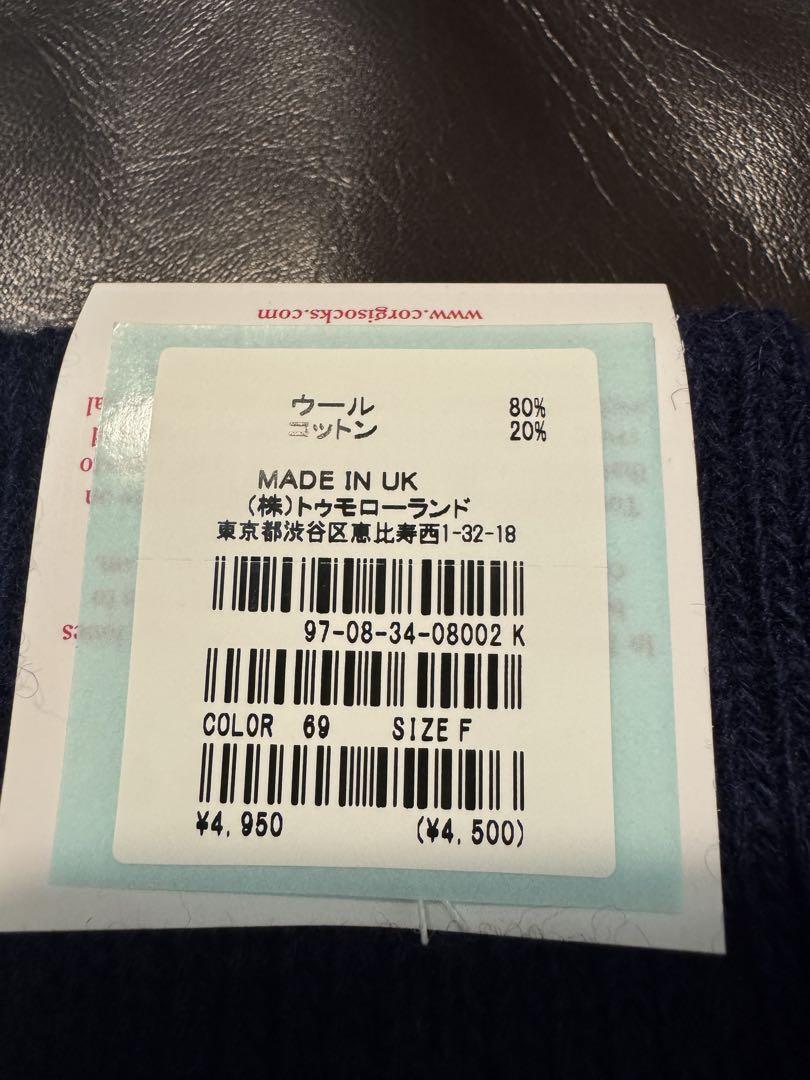 www.corgisocks.com
ウール 80%
コットン 20%
MADE IN UK
(株)トゥモローランド
東京都渋谷区恵比寿西1-32-18
97-08-34-08002 K
COLOR 69 SIZE F
¥4,950 (¥4,500)